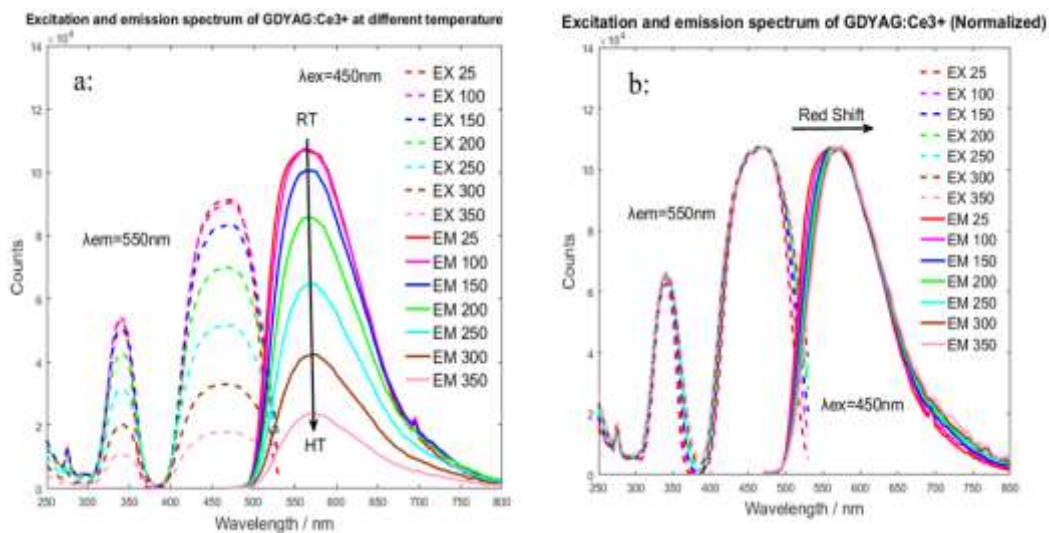 Excitation and emission spectrum of GDYAG:Ce3+ at different temperature
×10⁴
14
12
10
8
6
4
2
0
Counts
a:
λex=450nm
RT
λem=550nm
HT
EX 25
EX 100
EX 150
EX 200
EX 250
EX 300
EX 350
EM 25
EM 100
EM 150
EM 200
EM 250
EM 300
EM 350
250 300 350 400 450 500 550 600 650 700 750 800
Wavelength / nm
Excitation and emission spectrum of GDYAG:Ce3+ (Normalized)
×10⁴
14
12
10
8
6
4
2
0
Counts
b:
Red Shift
λem=550nm
λex=450nm
EX 25
EX 100
EX 150
EX 200
EX 250
EX 300
EX 350
EM 25
EM 100
EM 150
EM 200
EM 250
EM 300
EM 350
250 300 350 400 450 500 550 600 650 700 750 800
Wavelength / nm